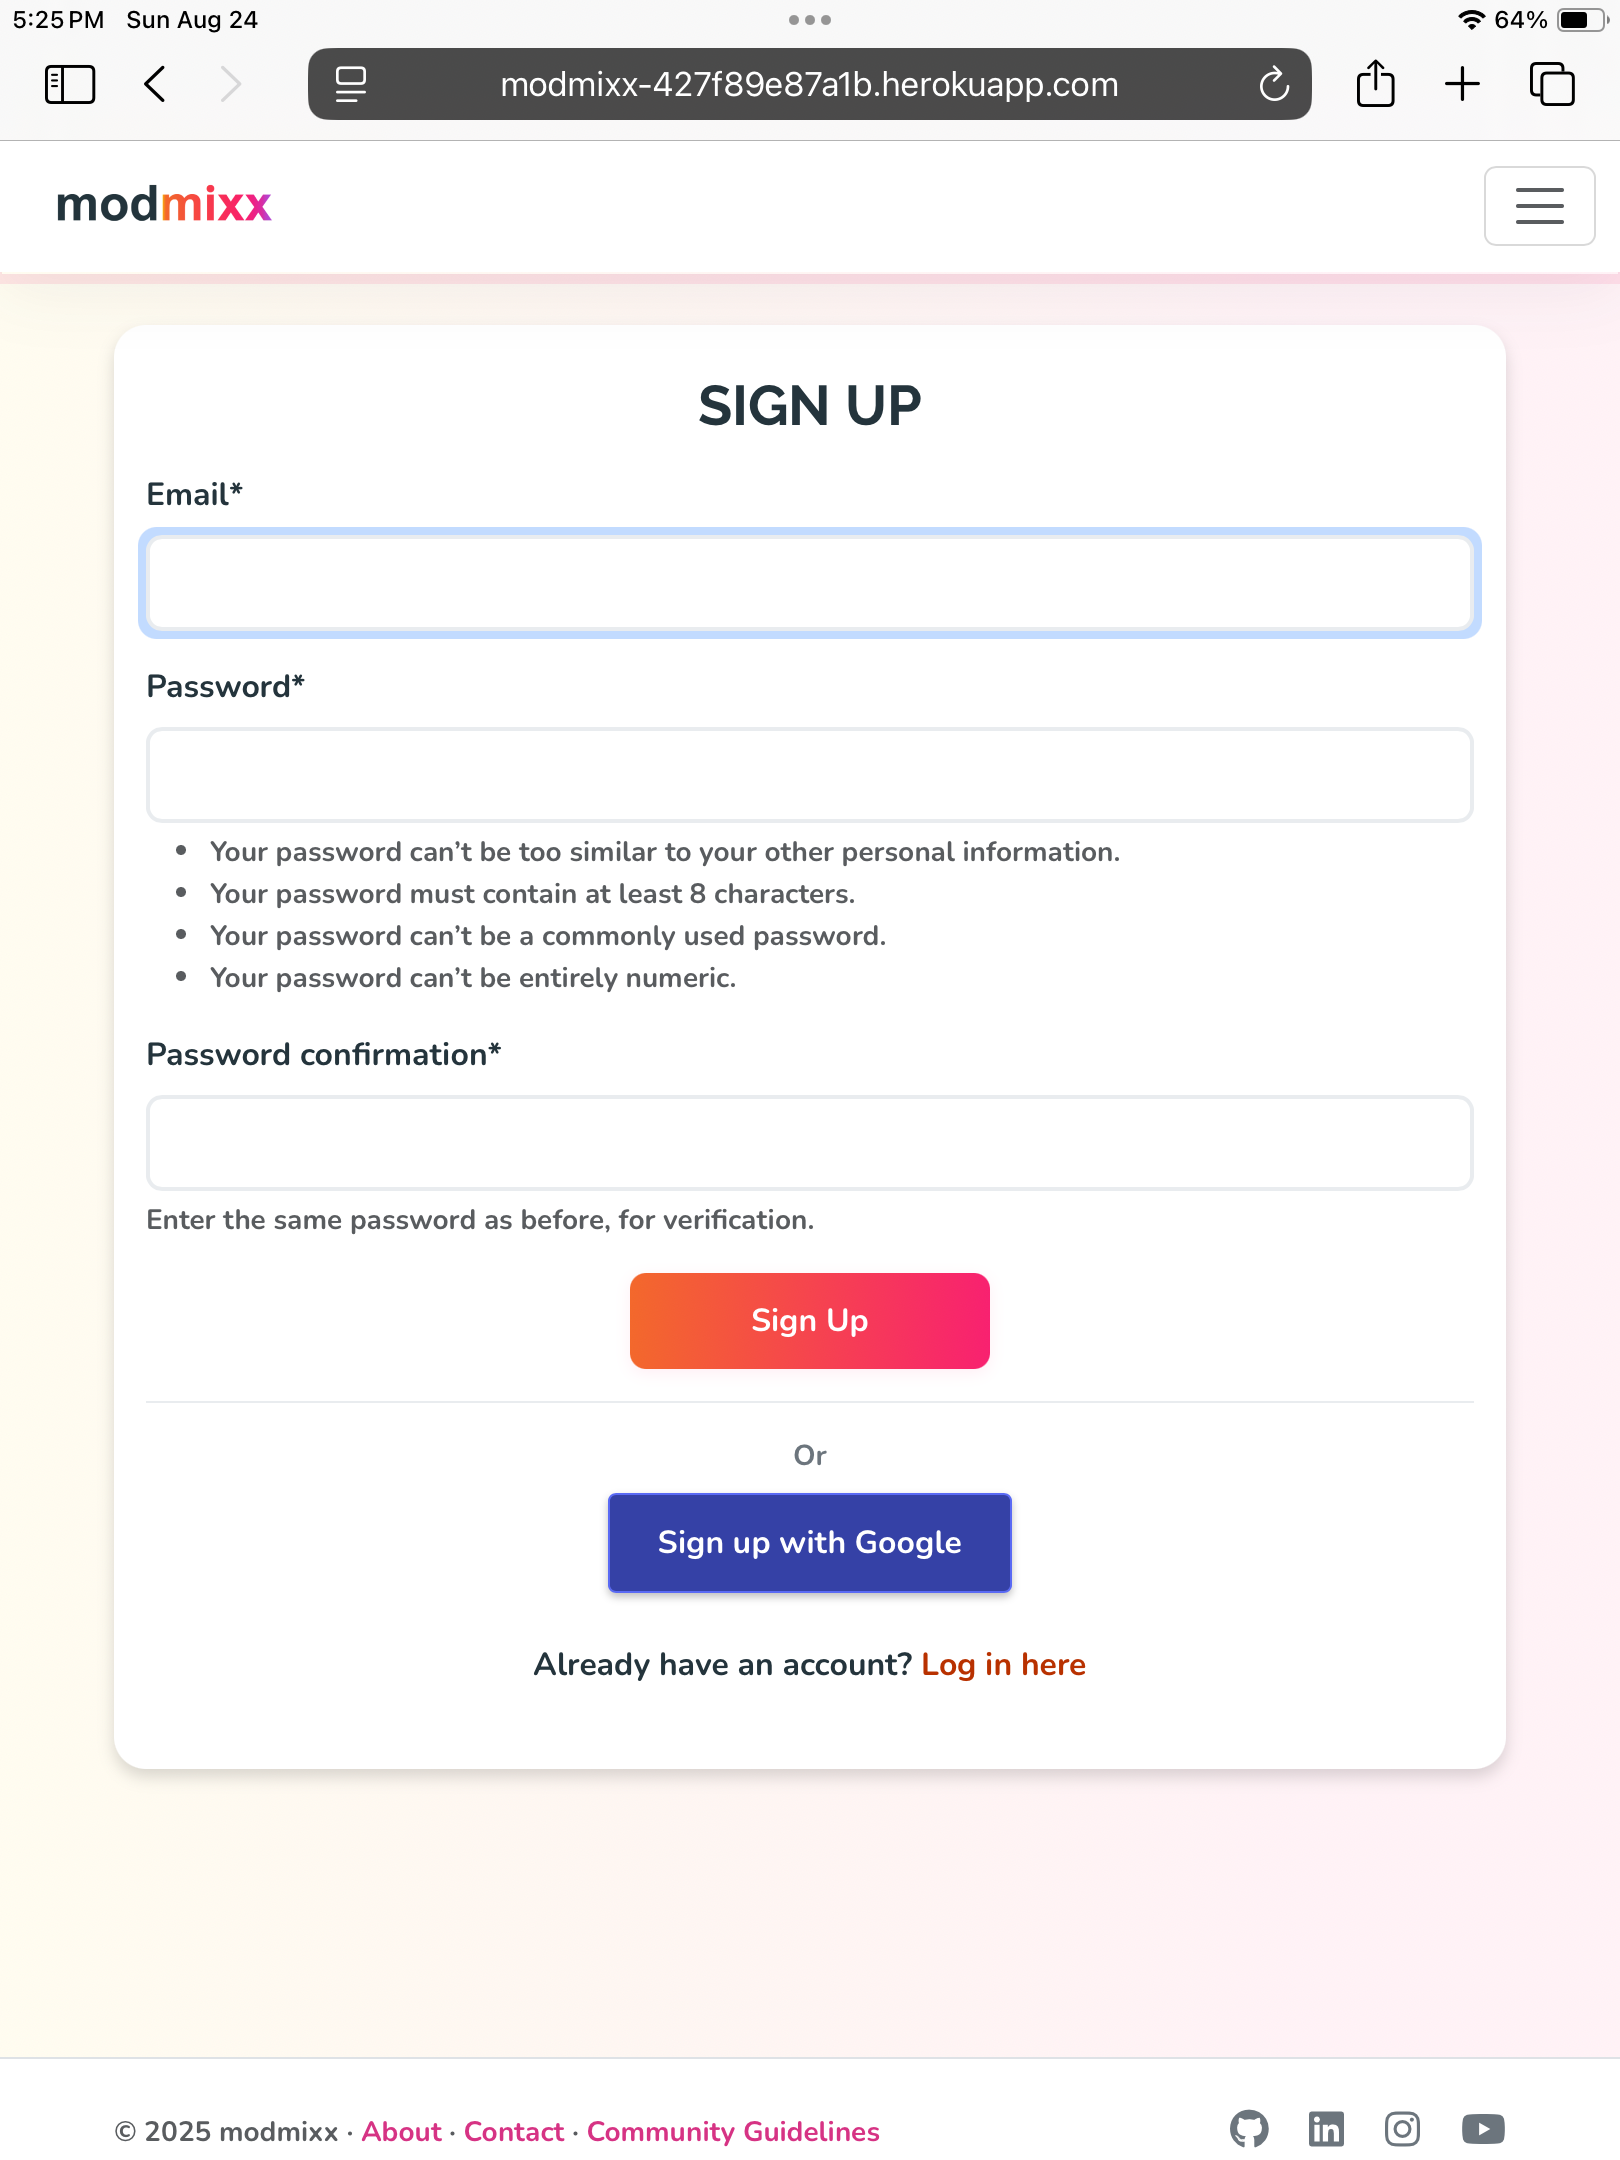 5:25 PM Sun Aug 24
64%
modmixx-427f89e87a1b.herokuapp.com
modmixx
SIGN UP
Email*
Password*
Your password can’t be too similar to your other personal information.
Your password must contain at least 8 characters.
Your password can’t be a commonly used password.
Your password can’t be entirely numeric.
Password confirmation*
Enter the same password as before, for verification.
Sign Up
Or
Sign up with Google
Already have an account? Log in here
© 2025 modmixx · About · Contact · Community Guidelines